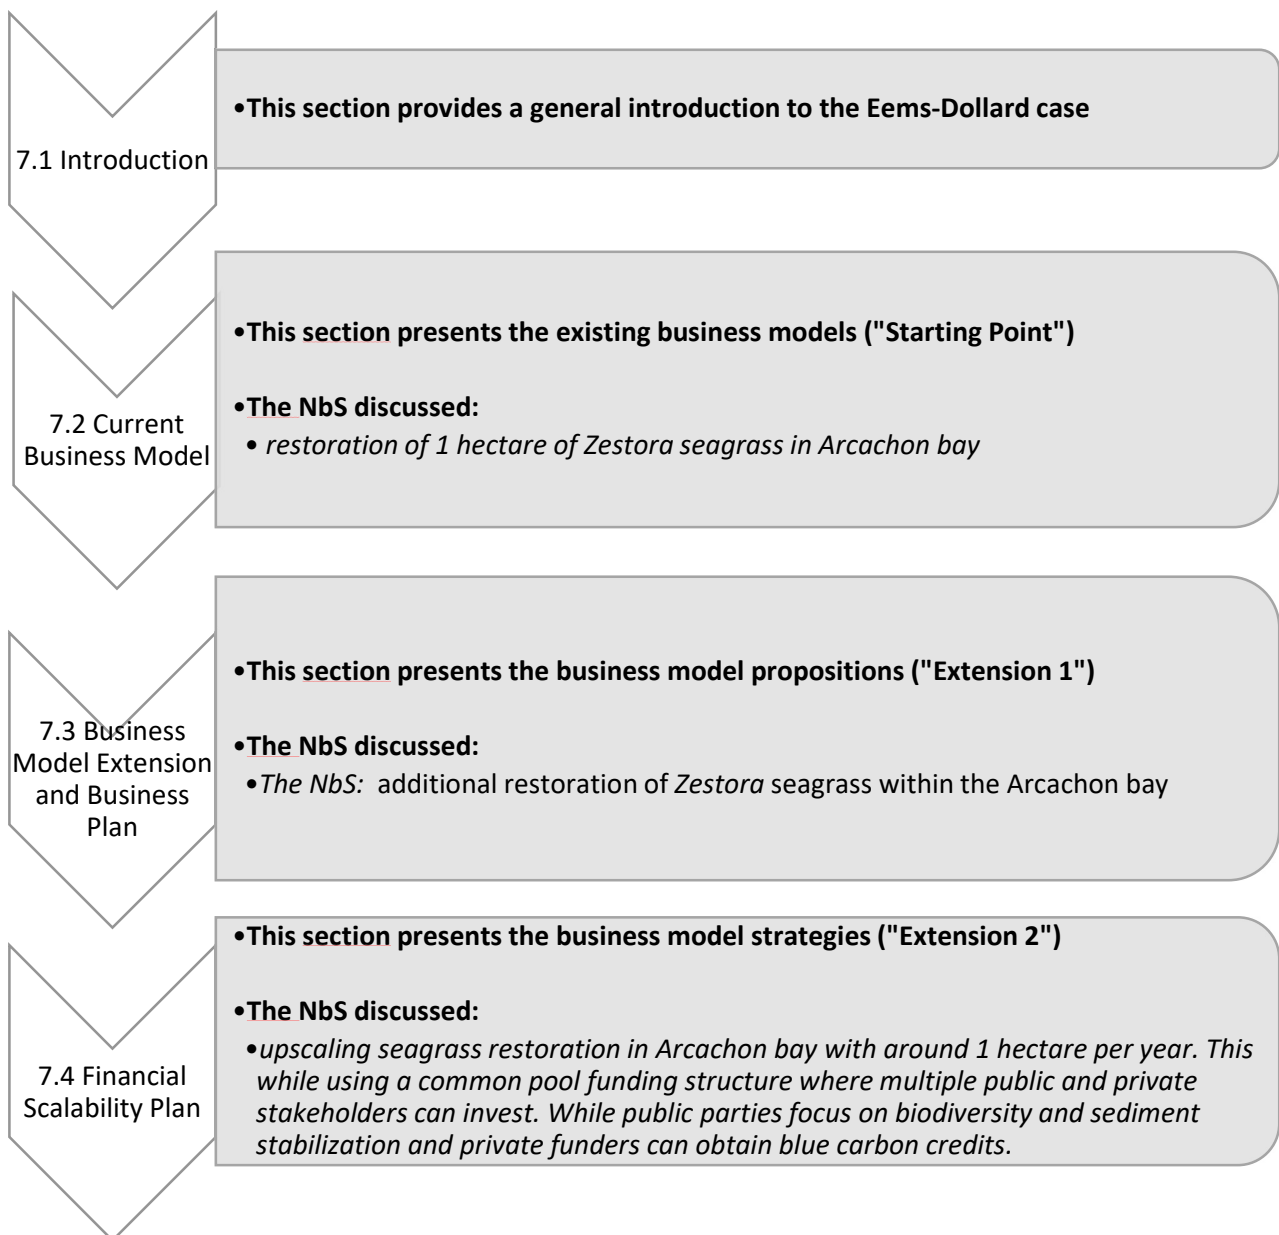 7.1 Introduction
•This section provides a general introduction to the Eems-Dollard case
7.2 Current
Business Model
•This section presents the existing business models ("Starting Point")
•The NbS discussed:
• restoration of 1 hectare of Zestora seagrass in Arcachon bay
7.3 Business
Model Extension
and Business
Plan
•This section presents the business model propositions ("Extension 1")
•The NbS discussed:
•The NbS: additional restoration of Zestora seagrass within the Arcachon bay
7.4 Financial
Scalability Plan
•This section presents the business model strategies ("Extension 2")
•The NbS discussed:
•upscaling seagrass restoration in Arcachon bay with around 1 hectare per year. This
while using a common pool funding structure where multiple public and private
stakeholders can invest. While public parties focus on biodiversity and sediment
stabilization and private funders can obtain blue carbon credits.